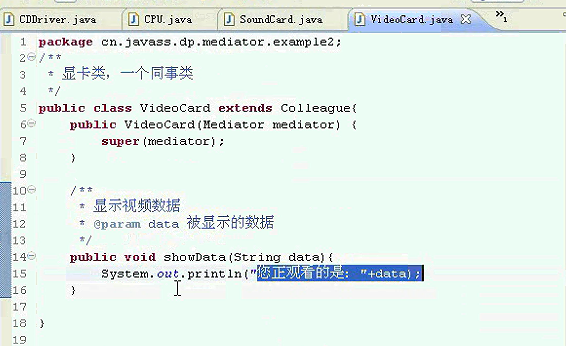 CDDriver.java CPU.java SoundCard.java VideoCard.java »1
1 package cn.javass.dp.mediator.example2;
2 /**
3 * 显卡类，一个同事类
4 */
5 public class VideoCard extends Colleague{
6 public VideoCard(Mediator mediator) {
7 super(mediator);
8 }
9
10 /**
11 * 显示视频数据
12 * @param data 被显示的数据
13 */
14 public void showData(String data){
15 System.out.println("您正观看的是："+data);
16 }
17
18 }
19